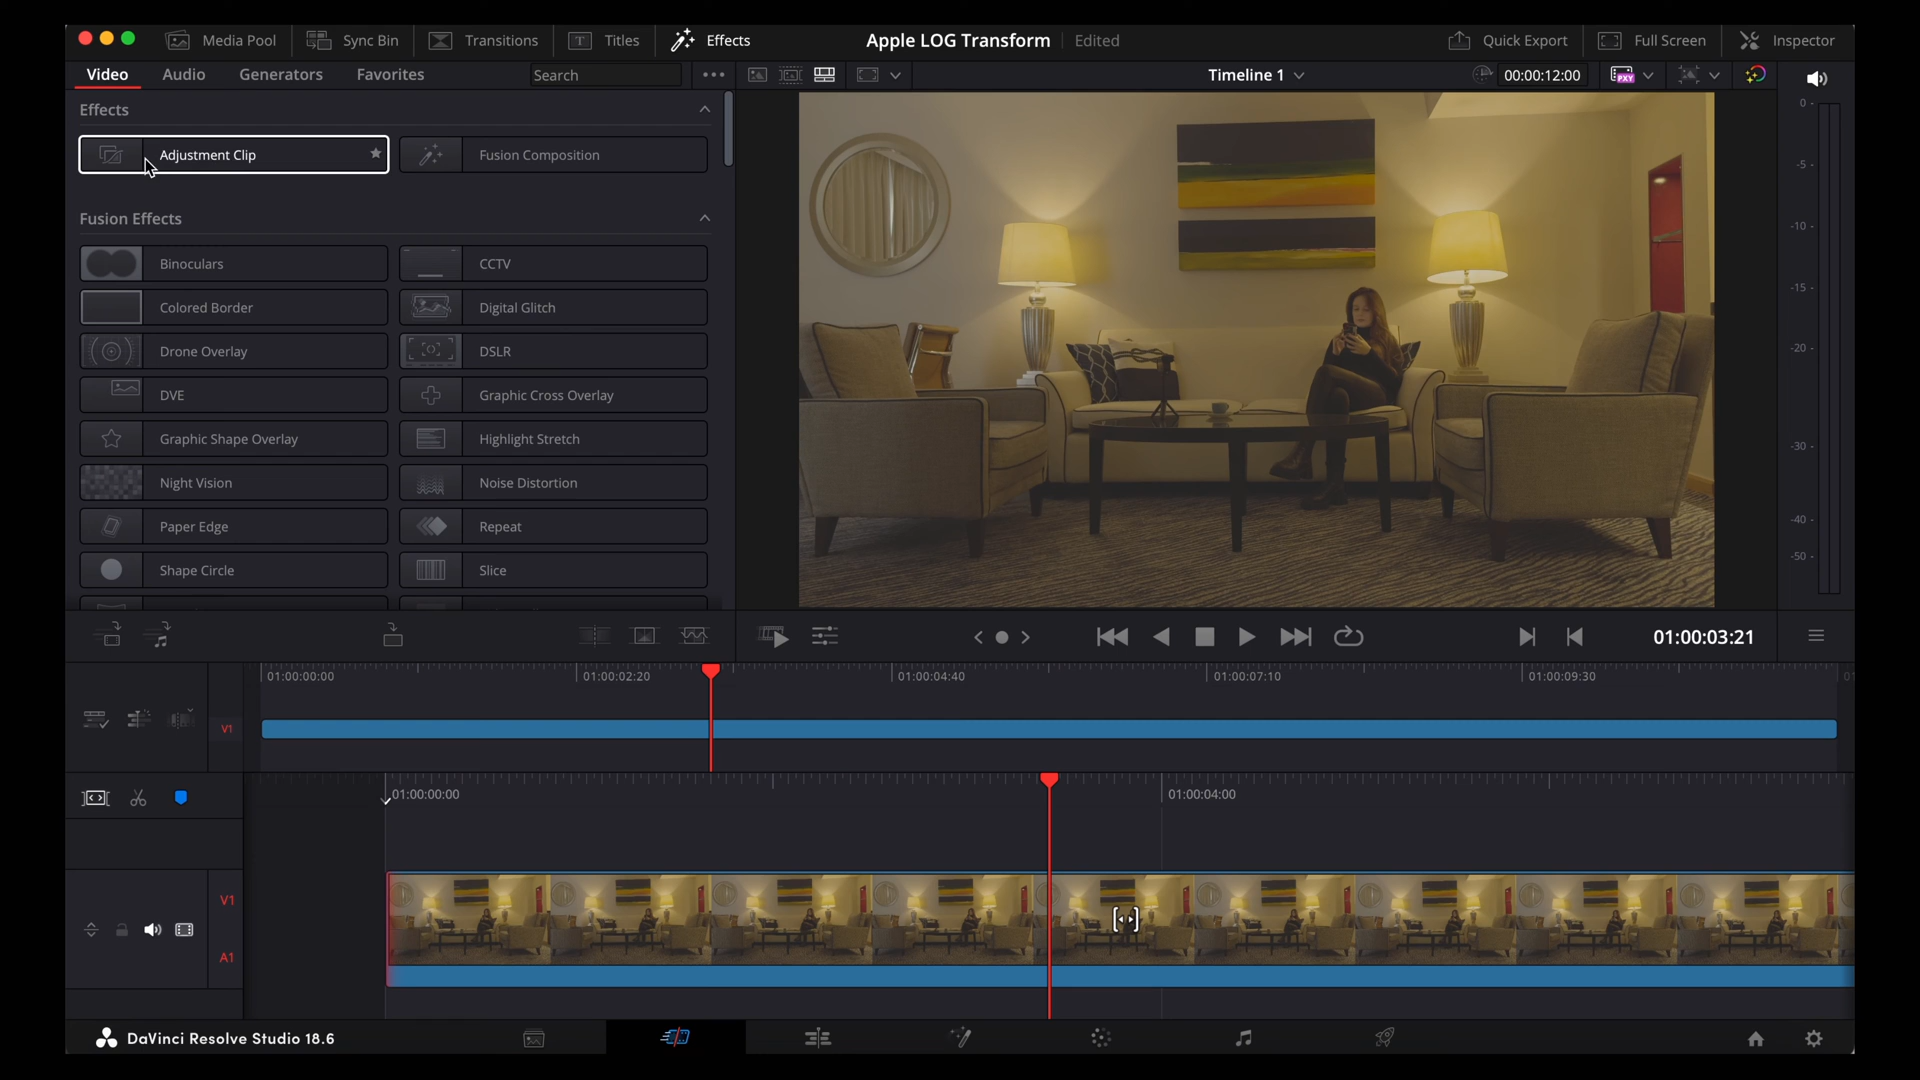 Media Pool Sync Bin Transitions Titles Effects Apple LOG Transform Edited Quick Export Full Screen Inspector
Video Audio Generators Favorites Search ••• Timeline 1 00:00:12:00 PXY
Effects
Adjustment Clip Fusion Composition
Fusion Effects
Binoculars CCTV
Colored Border Digital Glitch
Drone Overlay DSLR
DVE Graphic Cross Overlay
Graphic Shape Overlay Highlight Stretch
Night Vision Noise Distortion
Paper Edge Repeat
Shape Circle Slice
0
-5
-10
-15
-20
-30
-40
-50
01:00:03:21
01:00:00:00 01:00:02:20 01:00:04:40 01:00:07:10 01:00:09:30
V1
01:00:00:00 01:00:04:00
V1
A1
DaVinci Resolve Studio 18.6